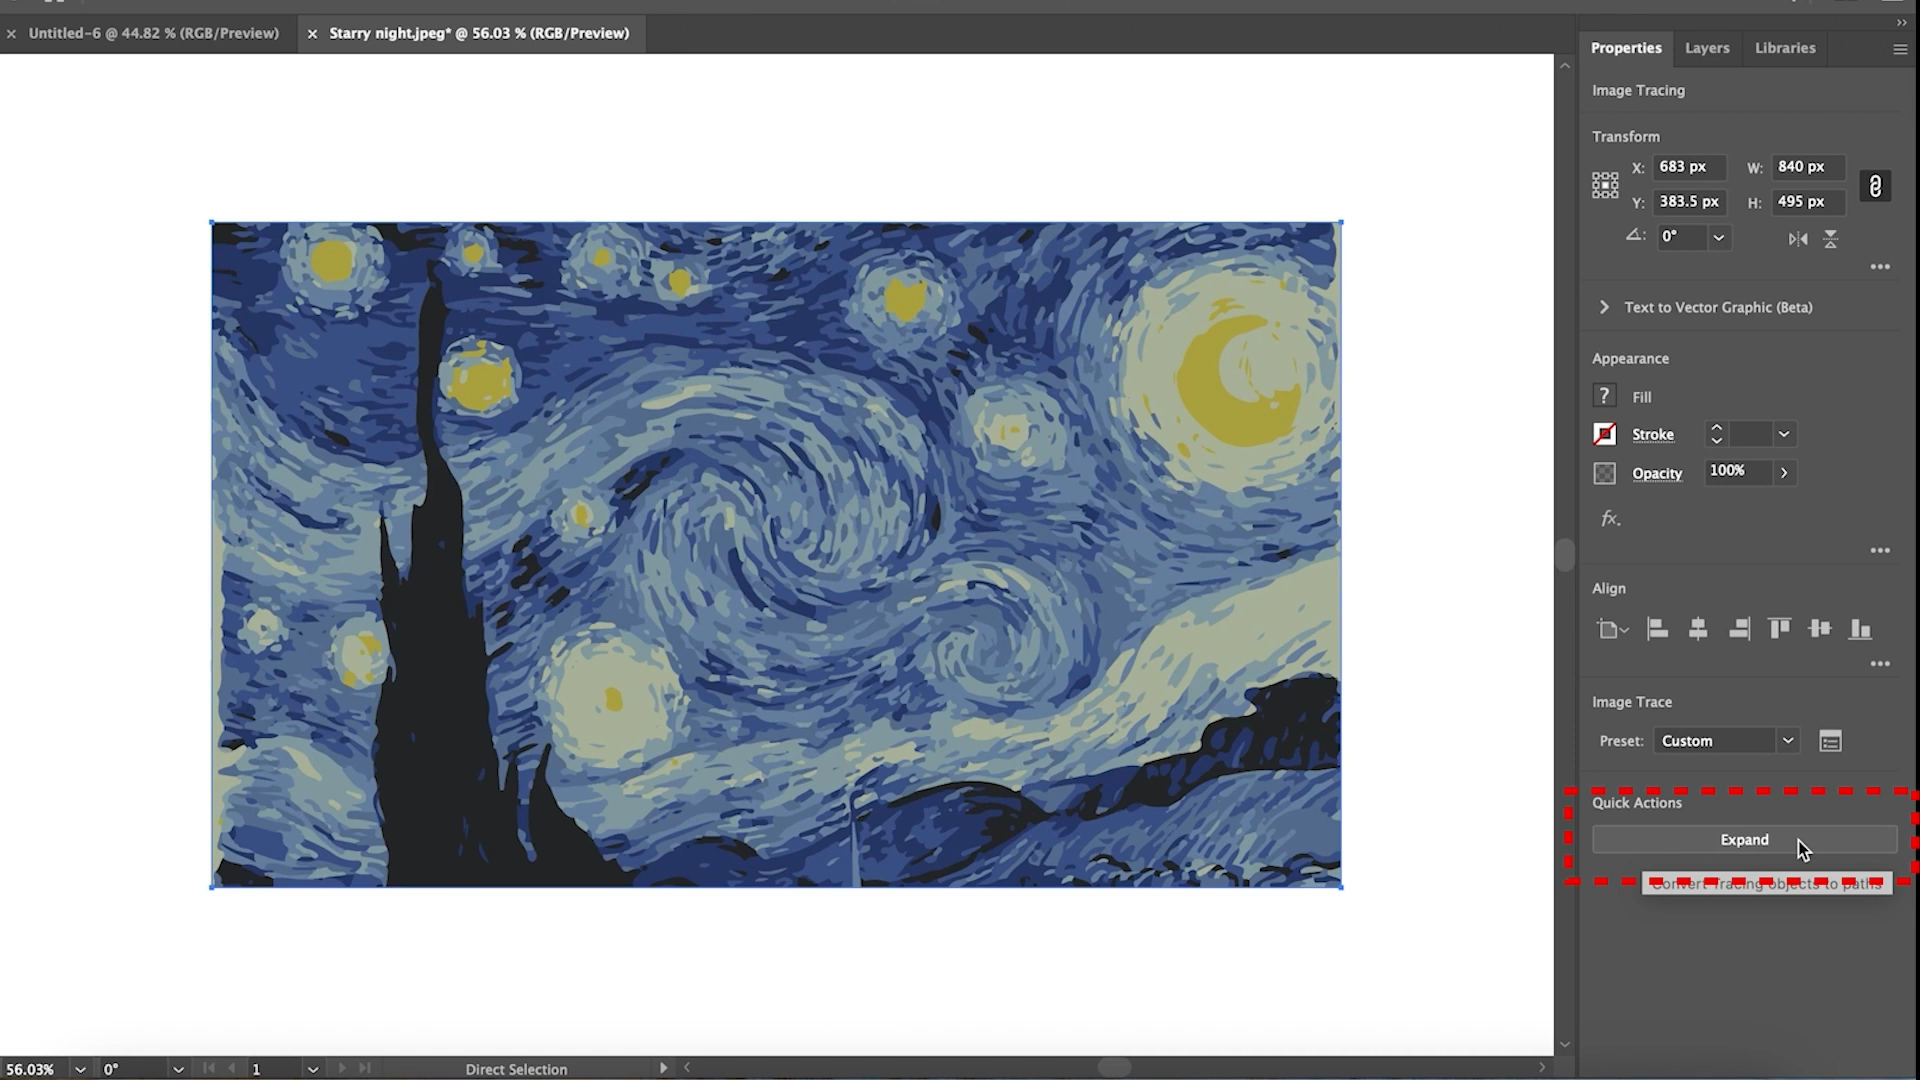 Untitled-6 @ 44.82 % (RGB/Preview)
Starry night.jpeg* @ 56.03 % (RGB/Preview)
Properties
Layers
Libraries
Image Tracing
Transform
X: 683 px
W: 840 px
Y: 383.5 px
H: 495 px
0°
Text to Vector Graphic (Beta)
Appearance
? Fill
Stroke
Opacity 100%
fx.
Align
Image Trace
Preset: Custom
Quick Actions
Expand
Convert Tracing objects to paths
56.03%
0°
1
Direct Selection